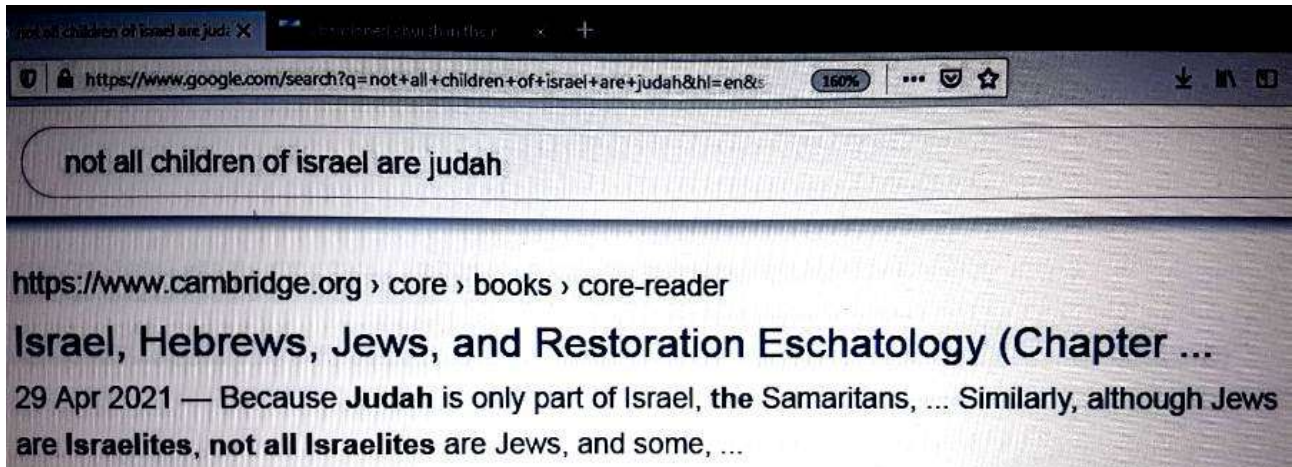 not all children of israel are juda
https://www.google.com/search?q=not+all+children+of+israel+are+judah&hl=en&s
160%
not all children of israel are judah
https://www.cambridge.org › core › books › core-reader
Israel, Hebrews, Jews, and Restoration Eschatology (Chapter ...
29 Apr 2021 — Because Judah is only part of Israel, the Samaritans, ... Similarly, although Jews
are Israelites, not all Israelites are Jews, and some, ...